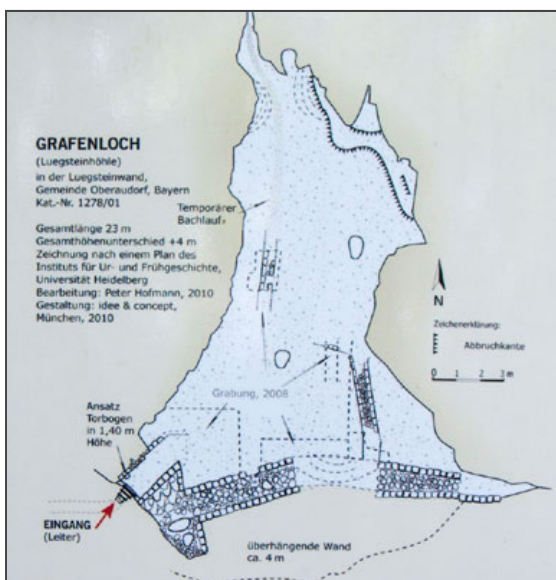 GRAFENLOCH
(Luegsteinhöhle)
in der Luegsteinwand,
Gemeinde Oberaudorf, Bayern
Kat.-Nr. 1278/01
Gesamtlänge 23 m
Gesamthöhenunterschied +4 m
Zeichnung nach einem Plan des
Instituts für Ur- und Frühgeschichte,
Universität Heidelberg
Bearbeitung: Peter Hofmann, 2010
Gestaltung: idee & concept,
München, 2010
Temporärer
Bachlauf
N
Zeichenerklärung:
Abbruchkante
0 1 2 3 m
Grabung, 2008
Ansatz
Torbogen
in 1,40 m
Höhe
EINGANG
(Leiter)
überhängende Wand
ca. 4 m